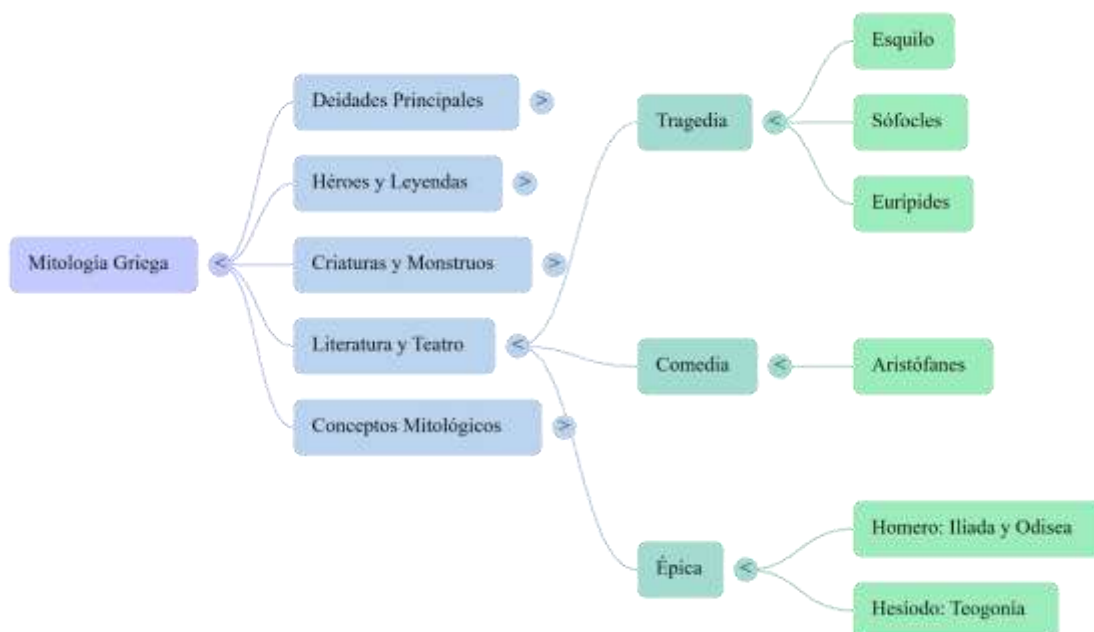 Mitología Griega
Deidades Principales
>
Héroes y Leyendas
>
Criaturas y Monstruos
>
Literatura y Teatro
<
Conceptos Mitológicos
>
<
Tragedia
<
Esquilo
Sófocles
Eurípides
Comedia
<
Aristófanes
Épica
<
Homero: Ilíada y Odisea
Hesíodo: Teogonía